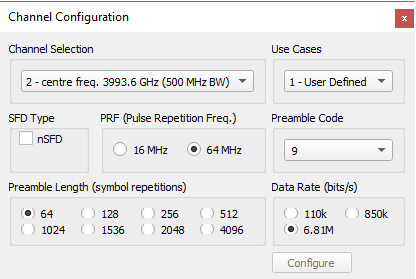 Channel Configuration
x
Channel Selection
Use Cases
2 - centre freq. 3993.6 GHz (500 MHz BW)
1 - User Defined
SFD Type
PRF (Pulse Repetition Freq.)
Preamble Code
nSFD
16 MHz
64 MHz
9
Preamble Length (symbol repetitions)
Data Rate (bits/s)
64
128
256
512
110k
850k
1024
1536
2048
4096
6.81M
Configure